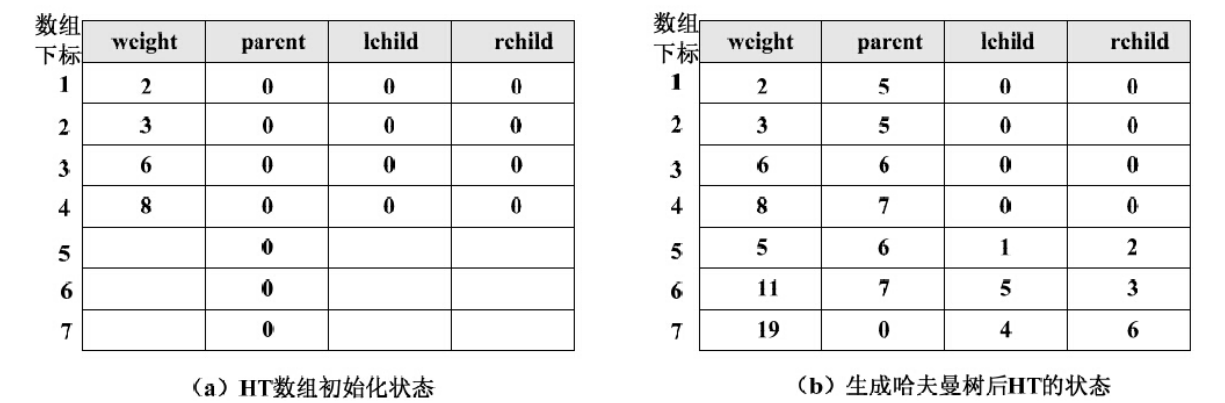 数组下标 weight parent lchild rchild
1 2 0 0 0
2 3 0 0 0
3 6 0 0 0
4 8 0 0 0
5 0
6 0
7 0
（a）HT数组初始化状态
数组下标 weight parent lchild rchild
1 2 5 0 0
2 3 5 0 0
3 6 6 0 0
4 8 7 0 0
5 5 6 1 2
6 11 7 5 3
7 19 0 4 6
（b）生成哈夫曼树后HT的状态